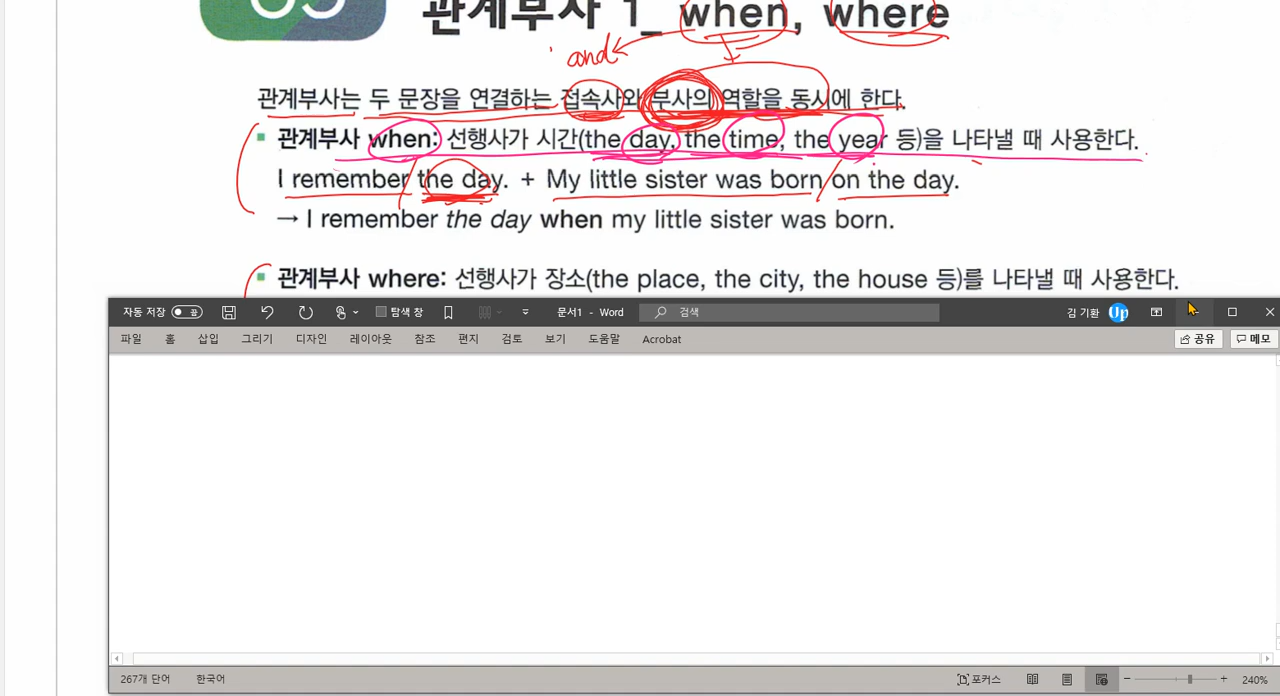 관계부사 1_ when, where
and
관계부사는 두 문장을 연결하는 접속사와 부사의 역할을 동시에 한다.
관계부사 when: 선행사가 시간(the day, the time, the year 등)을 나타낼 때 사용한다.
I remember the day. + My little sister was born on the day.
→ I remember the day when my little sister was born.
관계부사 where: 선행사가 장소(the place, the city, the house 등)를 나타낼 때 사용한다.
자동 저장 끔 탐색 창 문서1 - Word 검색 김 기환 Up
파일 홈 삽입 그리기 디자인 레이아웃 참조 편지 검토 보기 도움말 Acrobat 공유 메모
267개 단어 한국어 포커스 240%